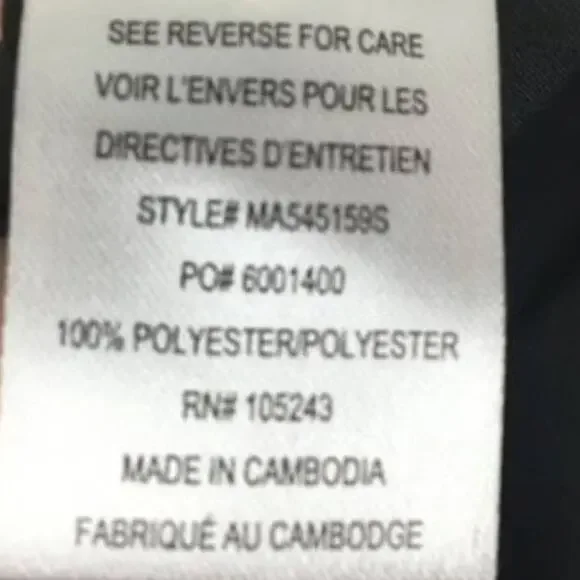 SEE REVERSE FOR CARE
VOIR L'ENVERS POUR LES
DIRECTIVES D'ENTRETIEN
STYLE# MA545159S
PO# 6001400
100% POLYESTER/POLYESTER
RN# 105243
MADE IN CAMBODIA
FABRIQUÉ AU CAMBODGE